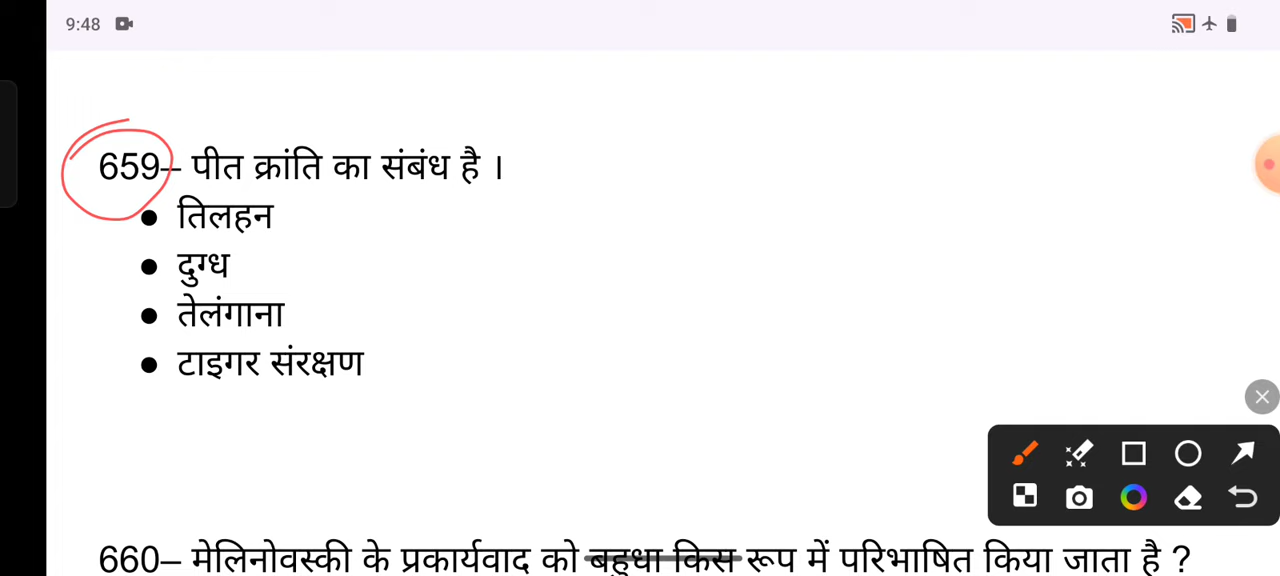 9:48
659– पीत क्रांति का संबंध है ।
● तिलहन
● दुग्ध
● तेलंगाना
● टाइगर संरक्षण
660– मेलिनोवस्की के प्रकार्यवाद को बहुधा किस रूप में परिभाषित किया जाता है ?